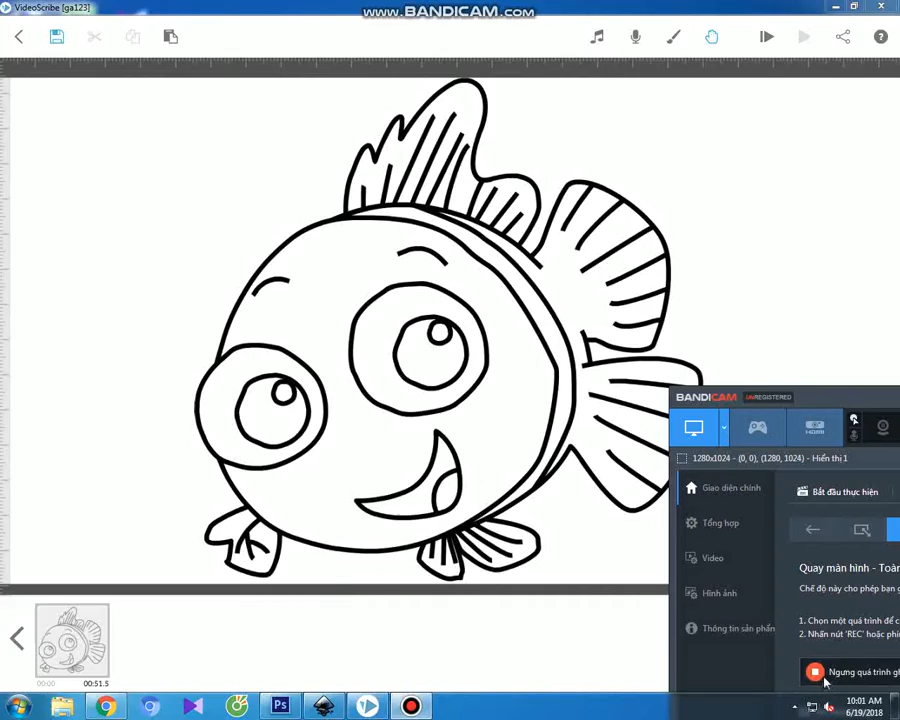 VideoScribe [ga123]
WWW.BANDICAM.COM
BANDICAM UNREGISTERED
HDMI
1280x1024 - (0, 0), (1280, 1024) - Hiển thị 1
Giao diện chính
Bắt đầu thực hiện
Tổng hợp
Video
Quay màn hình - Toàn
Chế độ này cho phép bạn g
Hình ảnh
1. Chọn một quá trình để c
Thông tin sản phẩm
2. Nhấn nút 'REC' hoặc phí
Ngưng quá trình gh
00:00
00:51.5
Ps
10:01 AM
6/19/2018